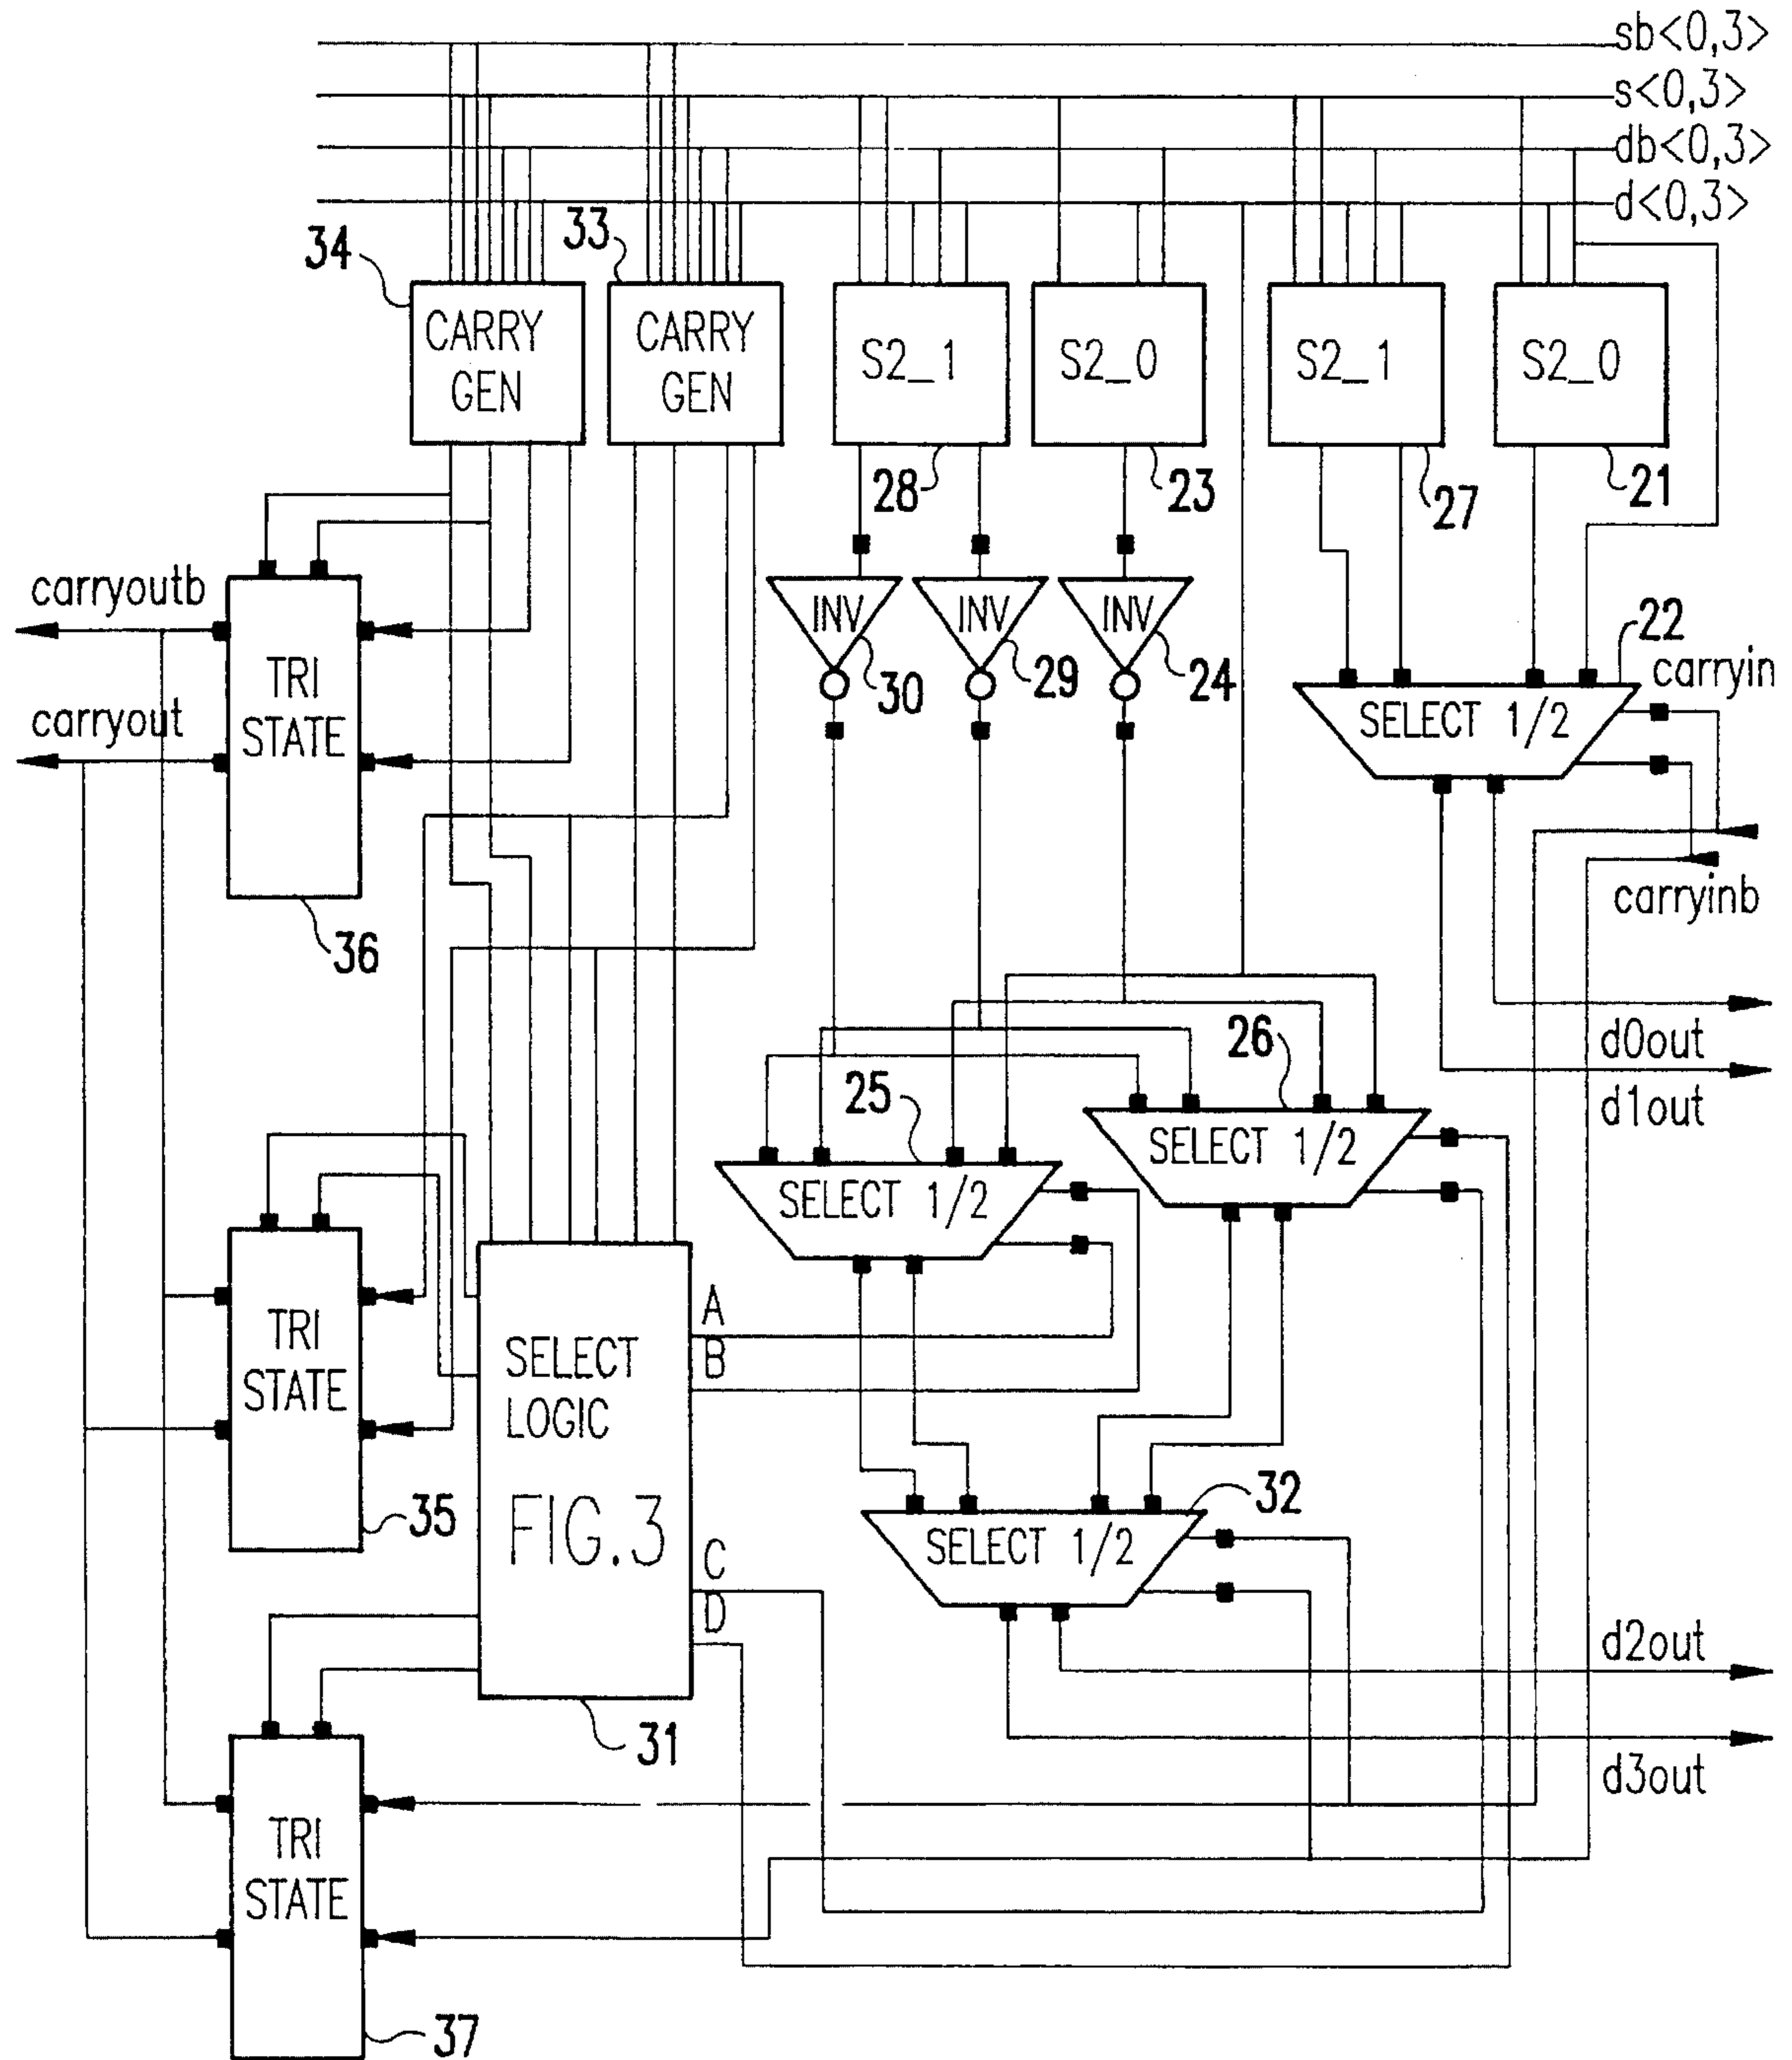 sb<0,3>
s<0,3>
db<0,3>
d<0,3>
34
33
CARRY
GEN
CARRY
GEN
S2_1
S2_0
S2_1
S2_0
28
23
27
21
carryoutb
carryout
TRI
STATE
36
INV
30
INV
29
INV
24
22
carryin
SELECT 1/2
carryinb
d0out
d1out
26
25
SELECT 1/2
SELECT 1/2
TRI
STATE
35
SELECT
LOGIC
FIG.3
A
B
C
D
31
32
SELECT 1/2
d2out
d3out
TRI
STATE
37